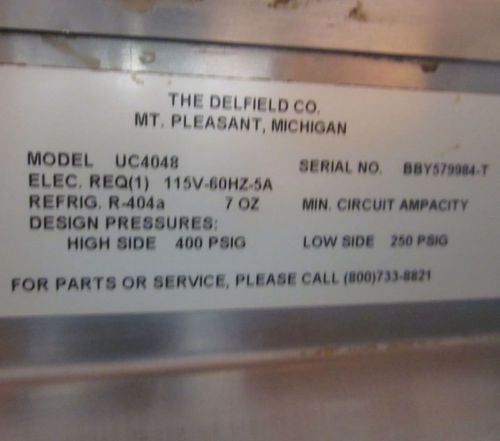 THE DELFIELD CO.
MT. PLEASANT, MICHIGAN
MODEL UC4048 SERIAL NO. BBY579984-T
ELEC. REQ(1) 115V-60HZ-5A
REFRIG. R-404a 7 OZ MIN. CIRCUIT AMPACITY
DESIGN PRESSURES:
HIGH SIDE 400 PSIG LOW SIDE 250 PSIG
FOR PARTS OR SERVICE, PLEASE CALL (800)733-8821